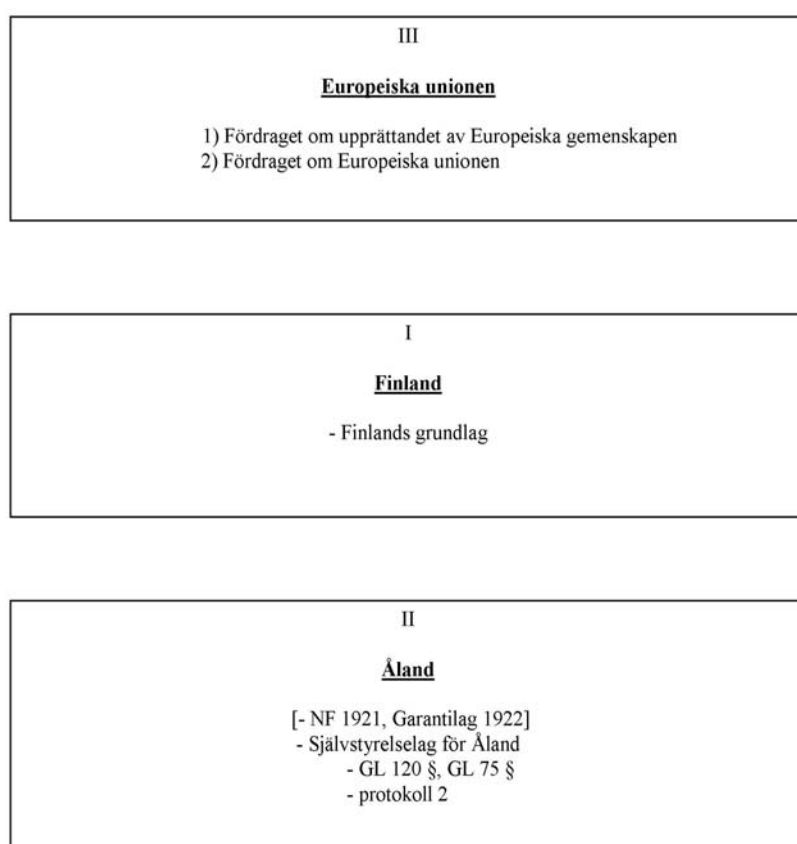 III
Europeiska unionen
1) Fördraget om upprättandet av Europeiska gemenskapen
2) Fördraget om Europeiska unionen
I
Finland
- Finlands grundlag
II
Åland
[- NF 1921, Garantilag 1922]
- Självstyrelselag för Åland
- GL 120 §, GL 75 §
- protokoll 2